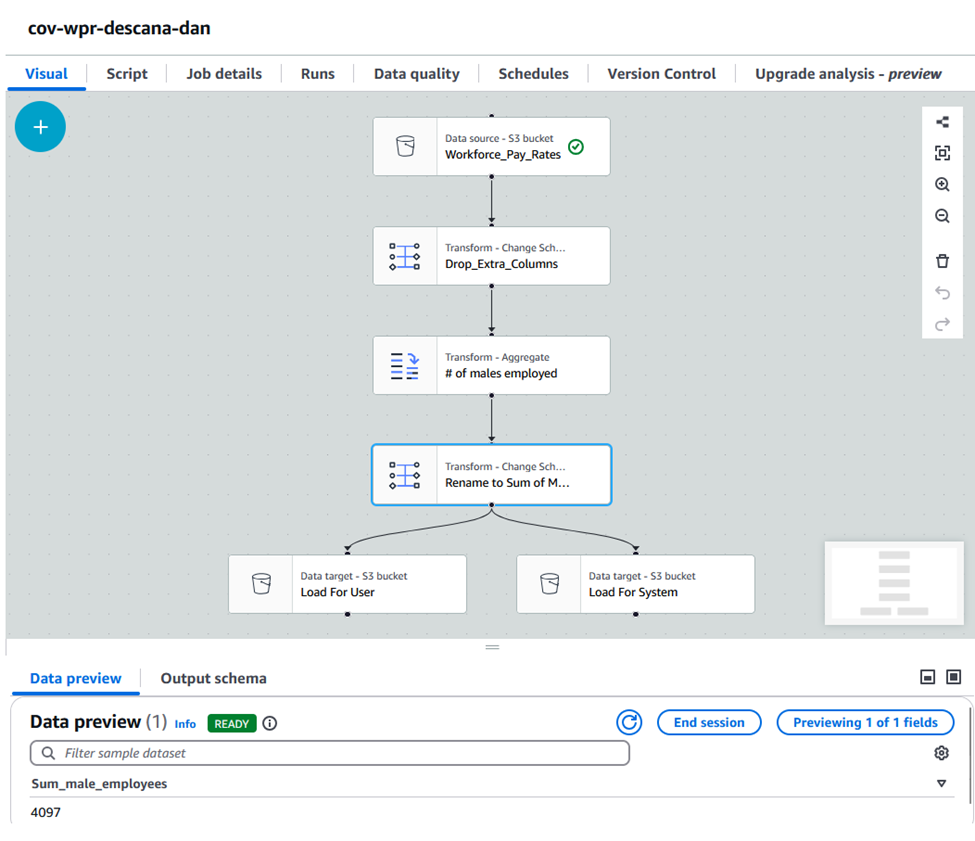 cov-wpr-descana-dan
Visual Script Job details Runs Data quality Schedules Version Control Upgrade analysis - preview
Data source - S3 bucket
Workforce_Pay_Rates
Transform - Change Sch...
Drop_Extra_Columns
Transform - Aggregate
# of males employed
Transform - Change Sch...
Rename to Sum of M...
Data target - S3 bucket
Load For User
Data target - S3 bucket
Load For System
Data preview Output schema
Data preview (1) Info READY End session Previewing 1 of 1 fields
Filter sample dataset
Sum_male_employees
4097